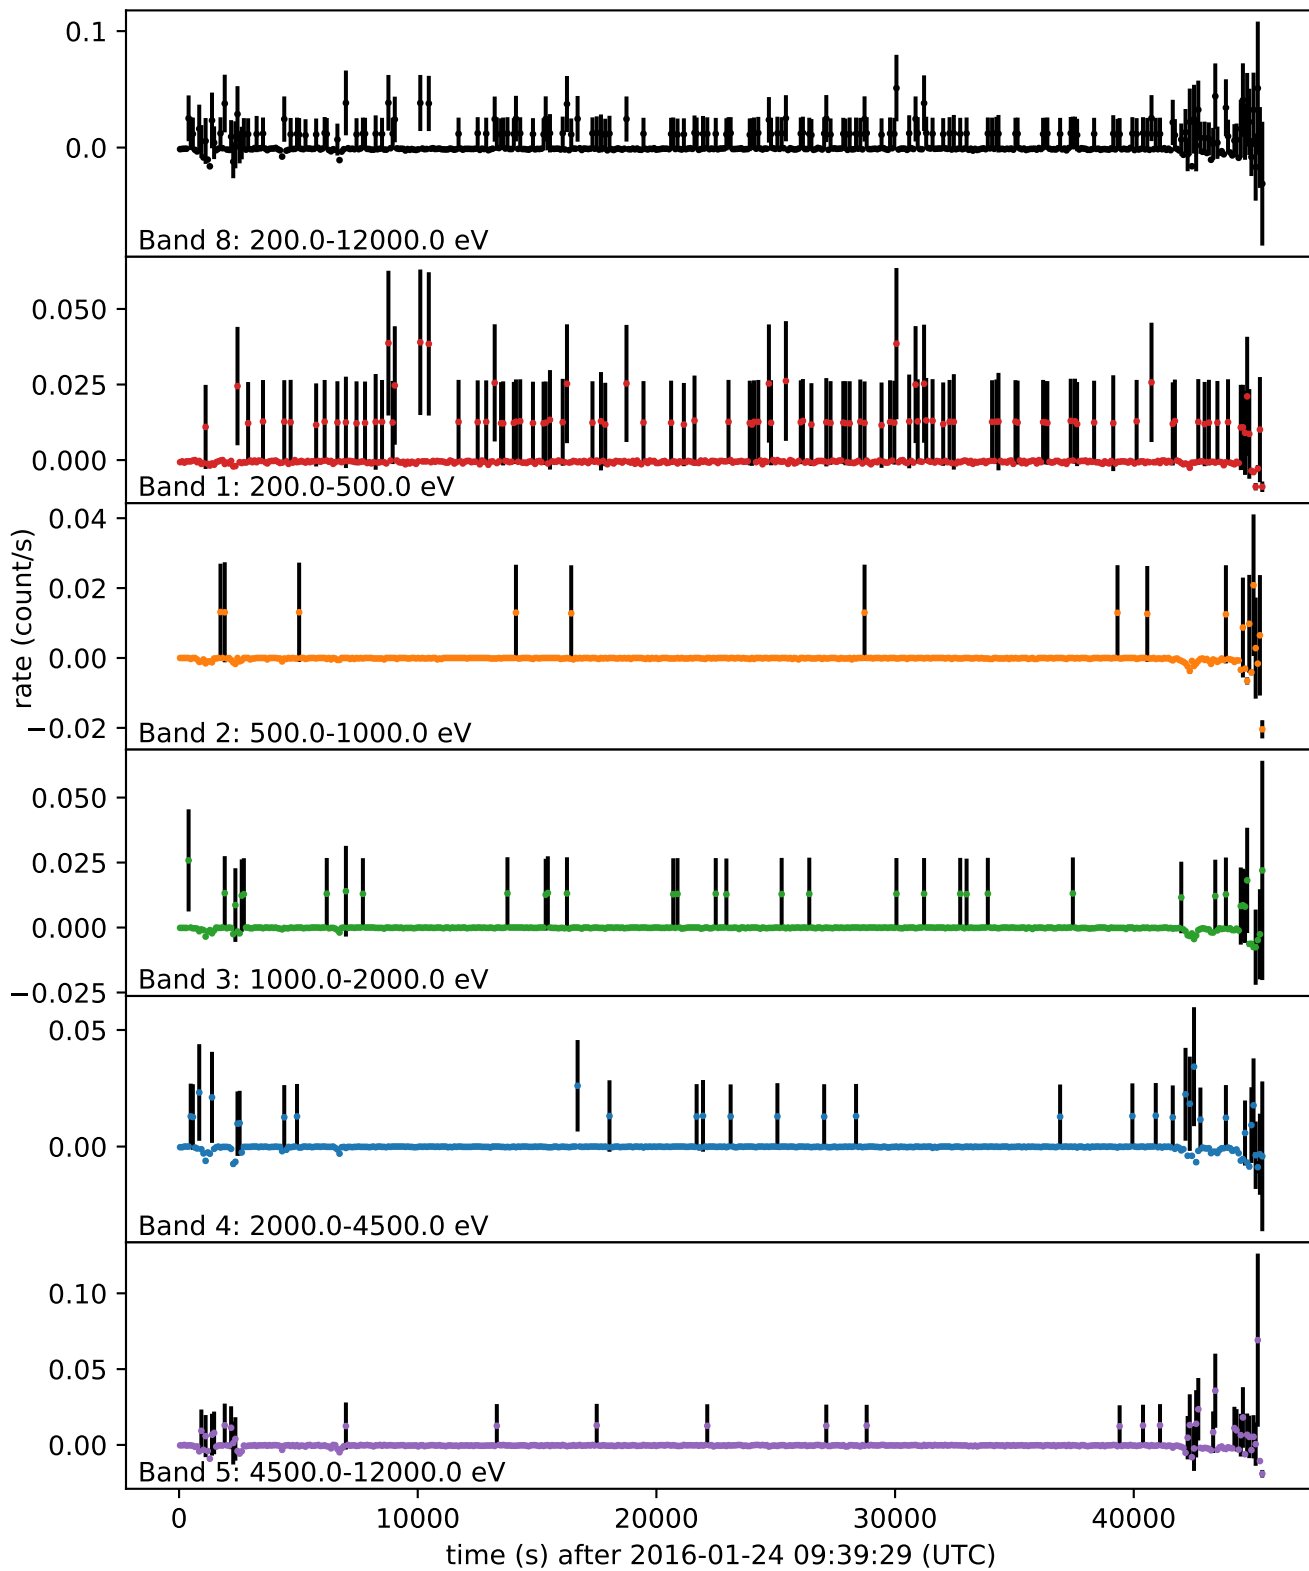 0.1
0.0
Band 8: 200.0-12000.0 eV
0.050
0.025
0.000
Band 1: 200.0-500.0 eV
0.04
0.02
0.00
−0.02
Band 2: 500.0-1000.0 eV
rate (count/s)
0.050
0.025
0.000
−0.025
Band 3: 1000.0-2000.0 eV
0.05
0.00
Band 4: 2000.0-4500.0 eV
0.10
0.05
0.00
Band 5: 4500.0-12000.0 eV
0 10000 20000 30000 40000
time (s) after 2016-01-24 09:39:29 (UTC)